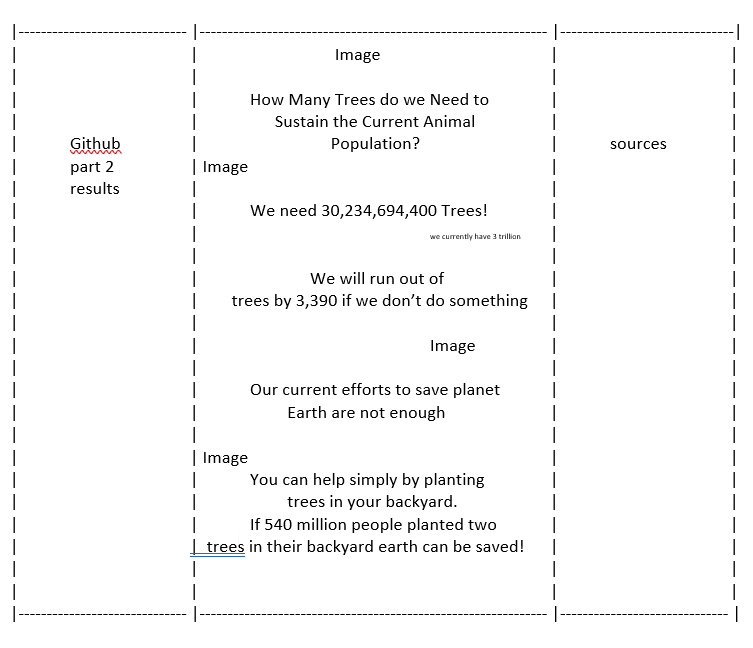 |------------------------------ |-------------------------------------------------------------- |-------------------------------|
Image
How Many Trees do we Need to
Sustain the Current Animal
Github
Population?
sources
part 2
| Image
results
We need 30,234,694,400 Trees!
we currently have 3 trillion
We will run out of
trees by 3,390 if we don’t do something
Image
Our current efforts to save planet
Earth are not enough
| Image
You can help simply by planting
trees in your backyard.
If 540 million people planted two
| trees in their backyard earth can be saved!
|------------------------------ |-------------------------------------------------------------- |------------------------------ |